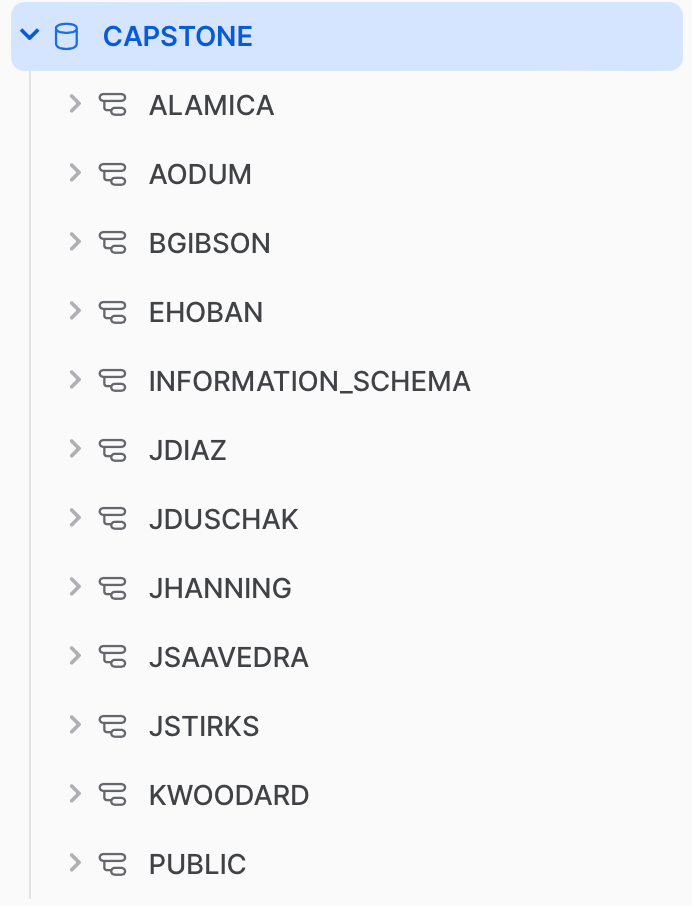 CAPSTONE
ALAMICA
AODUM
BGIBSON
EHOBAN
INFORMATION_SCHEMA
JDIAZ
JDUSCHAK
JHANNING
JSAAVEDRA
JSTIRKS
KWOODARD
PUBLIC